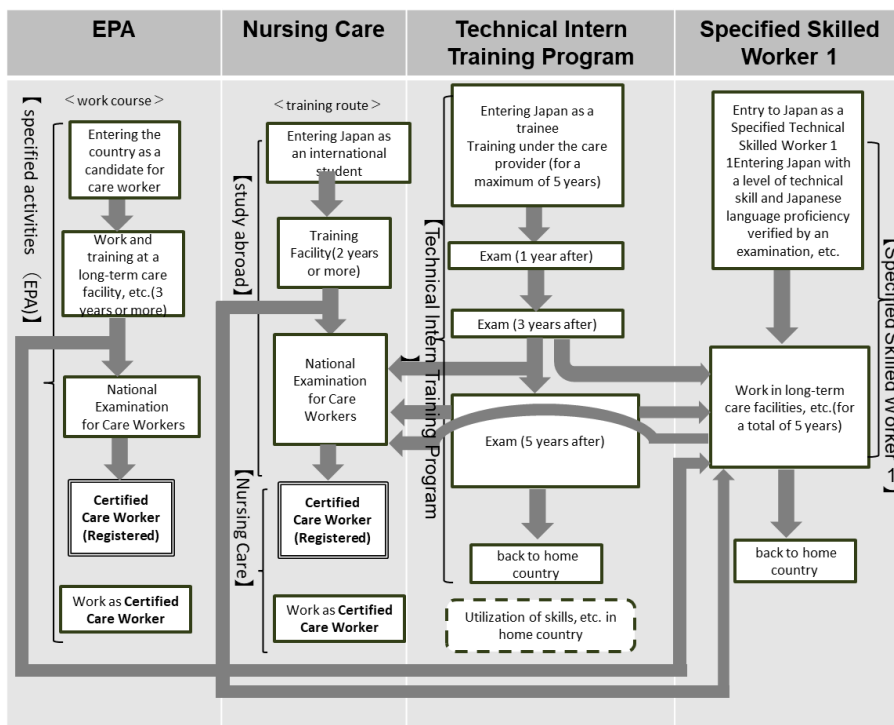 EPA
Nursing Care
Technical Intern
Training Program
Specified Skilled
Worker 1
【 specified activities （EPA)】
＜work course＞
Entering the
country as a
candidate for
care worker
Work and
training at a
long-term care
facility, etc.(3
years or more)
National
Examination
for Care Workers
Certified
Care Worker
(Registered)
Work as Certified
Care Worker
【study abroad】
【Nursing Care】
＜training route＞
Entering Japan as
an international
student
Training
Facility(2 years
or more)
National
Examination
for Care
Workers
Certified
Care Worker
(Registered)
Work as Certified
Care Worker
【Technical Intern Training Program】
Entering Japan as a
trainee
Training under the care
provider (for a
maximum of 5 years)
Exam (1 year after)
Exam (3 years after)
Exam (5 years after)
back to home
country
Utilization of skills, etc. in
home country
Entry to Japan as a
Specified Technical
Skilled Worker 1
1Entering Japan with
a level of technical
skill and Japanese
language proficiency
verified by an
examination, etc.
Work in long-term
care facilities, etc.(for
a total of 5 years)
back to home
country
【Specified Skilled Worker 1】